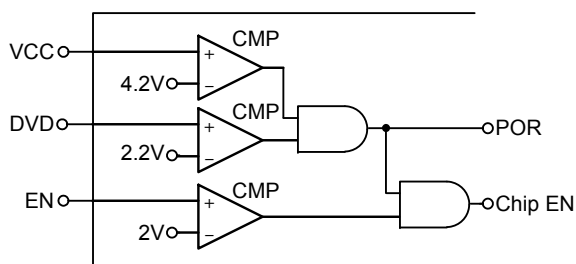 CMP
VCC
+
4.2V
−
CMP
DVD
+
POR
2.2V
−
CMP
EN
+
Chip EN
2V
−